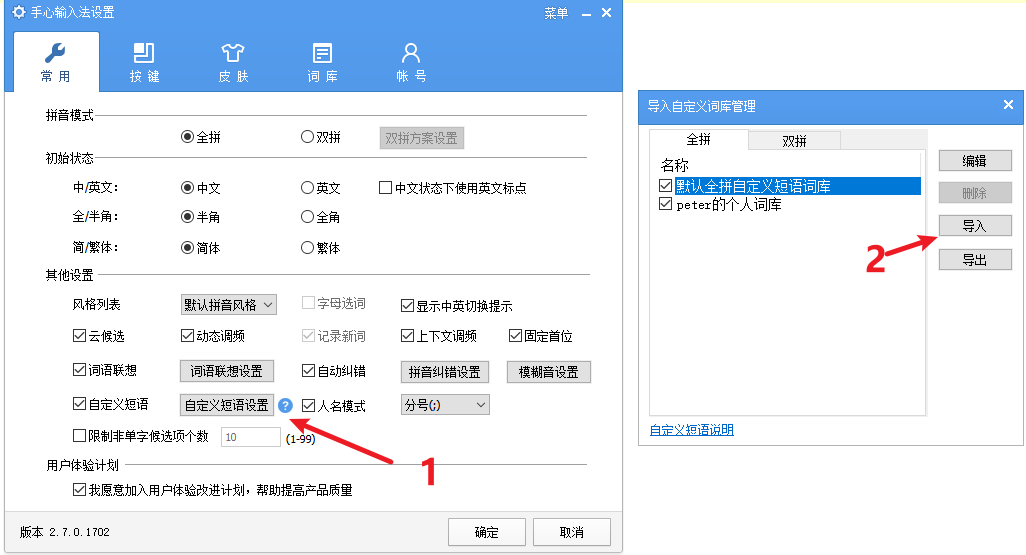 手心输入法设置 菜单
常用 按键 皮肤 词库 帐号
拼音模式
全拼 双拼 双拼方案设置
初始状态
中/英文: 中文 英文 中文状态下使用英文标点
全/半角: 半角 全角
简/繁体: 简体 繁体
其他设置
风格列表 默认拼音风格 字母选词 显示中英切换提示
云候选 动态调频 记录新词 上下文调频 固定首位
词语联想 词语联想设置 自动纠错 拼音纠错设置 模糊音设置
自定义短语 自定义短语设置 ? 人名模式 分号(;)
限制非单字候选项个数 10 (1-99)
1
用户体验计划
我愿意加入用户体验改进计划，帮助提高产品质量
版本 2.7.0.1702 确定 取消
导入自定义词库管理
全拼 双拼
名称
默认全拼自定义短语词库
peter的个人词库
编辑
删除
导入
2
导出
自定义短语说明